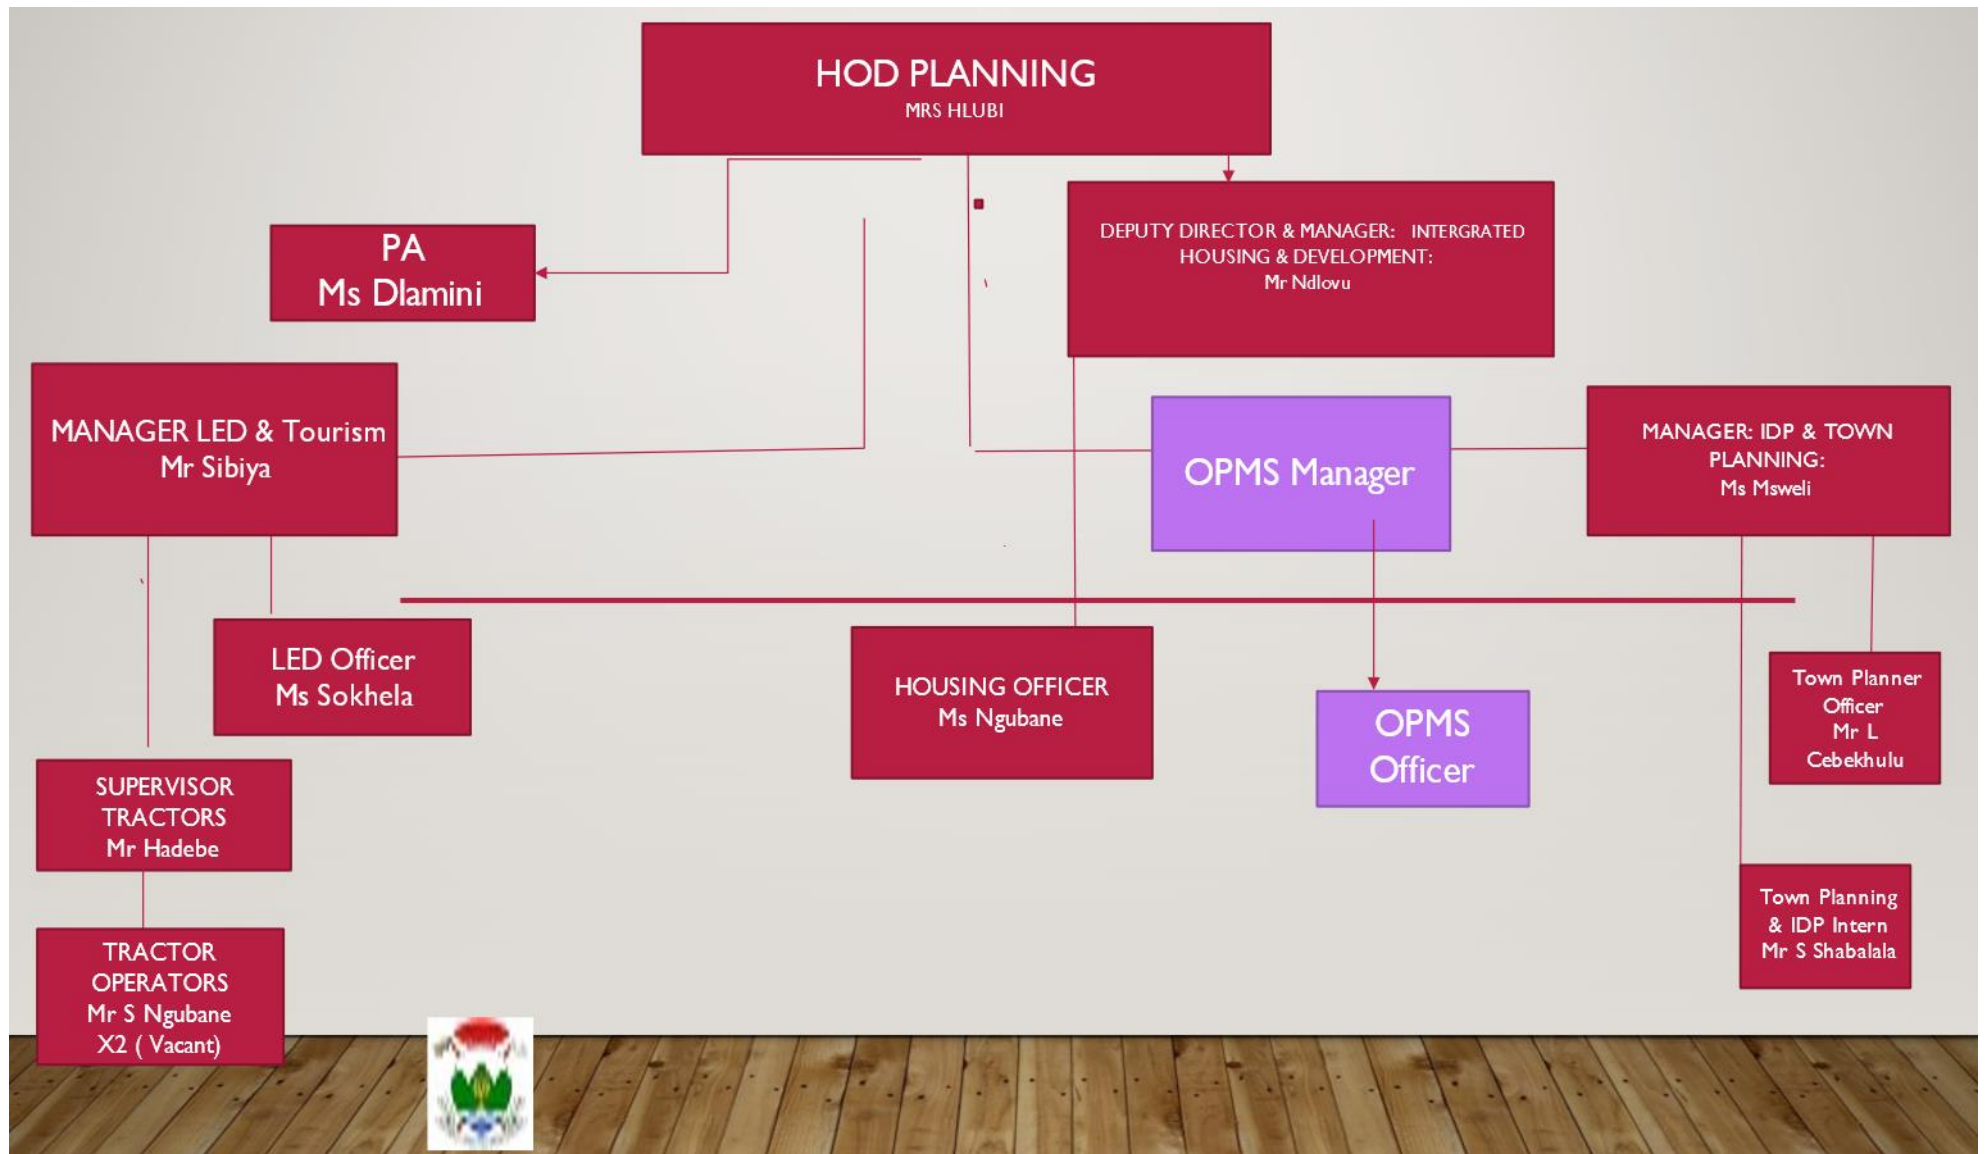 HOD PLANNING
MRS HLUBI
DEPUTY DIRECTOR & MANAGER: INTERGRATED
HOUSING & DEVELOPMENT:
Mr Ndlovu
PA
Ms Dlamini
MANAGER LED & Tourism
Mr Sibiya
OPMS Manager
MANAGER: IDP & TOWN
PLANNING:
Ms Msweli
LED Officer
Ms Sokhela
HOUSING OFFICER
Ms Ngubane
OPMS
Officer
Town Planner
Officer
Mr L
Cebekhulu
SUPERVISOR
TRACTORS
Mr Hadebe
Town Planning
& IDP Intern
Mr S Shabalala
TRACTOR
OPERATORS
Mr S Ngubane
X2 ( Vacant)